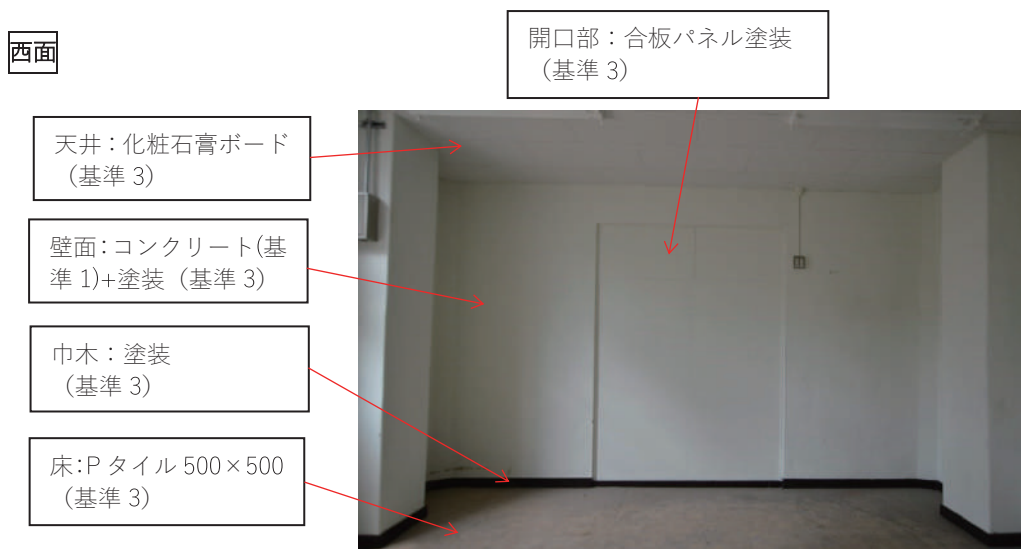 西面
開口部：合板パネル塗装
（基準 3）
天井：化粧石膏ボード
（基準 3）
壁面:コンクリート(基
準 1)+塗装（基準 3）
巾木：塗装
（基準 3）
床:P タイル 500×500
（基準 3）